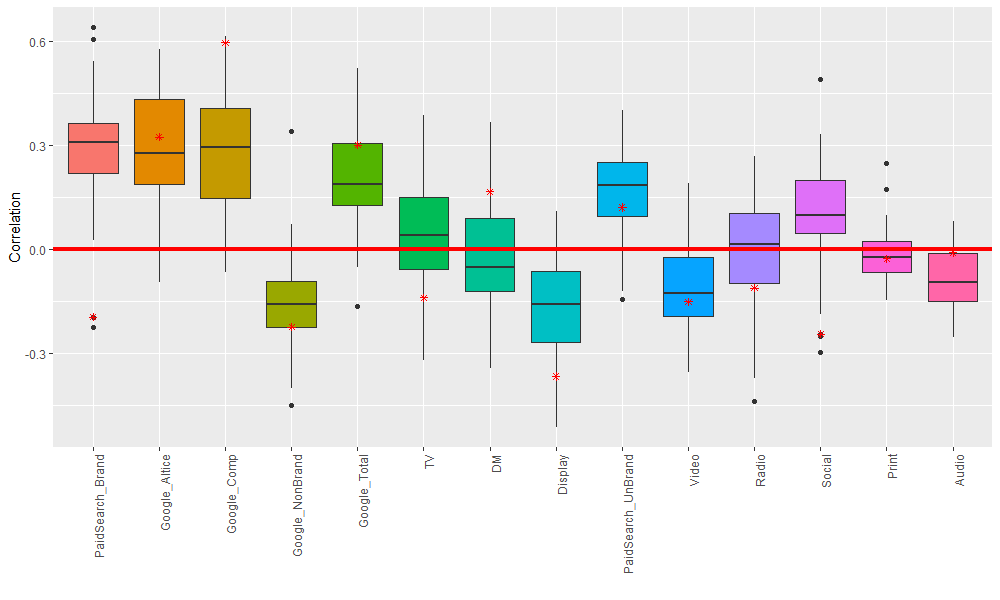 Correlation
0.6
0.3
0.0
-0.3
PaidSearch_Brand
Google_Altice
Google_Comp
Google_NonBrand
Google_Total
TV
DM
Display
PaidSearch_UnBrand
Video
Radio
Social
Print
Audio